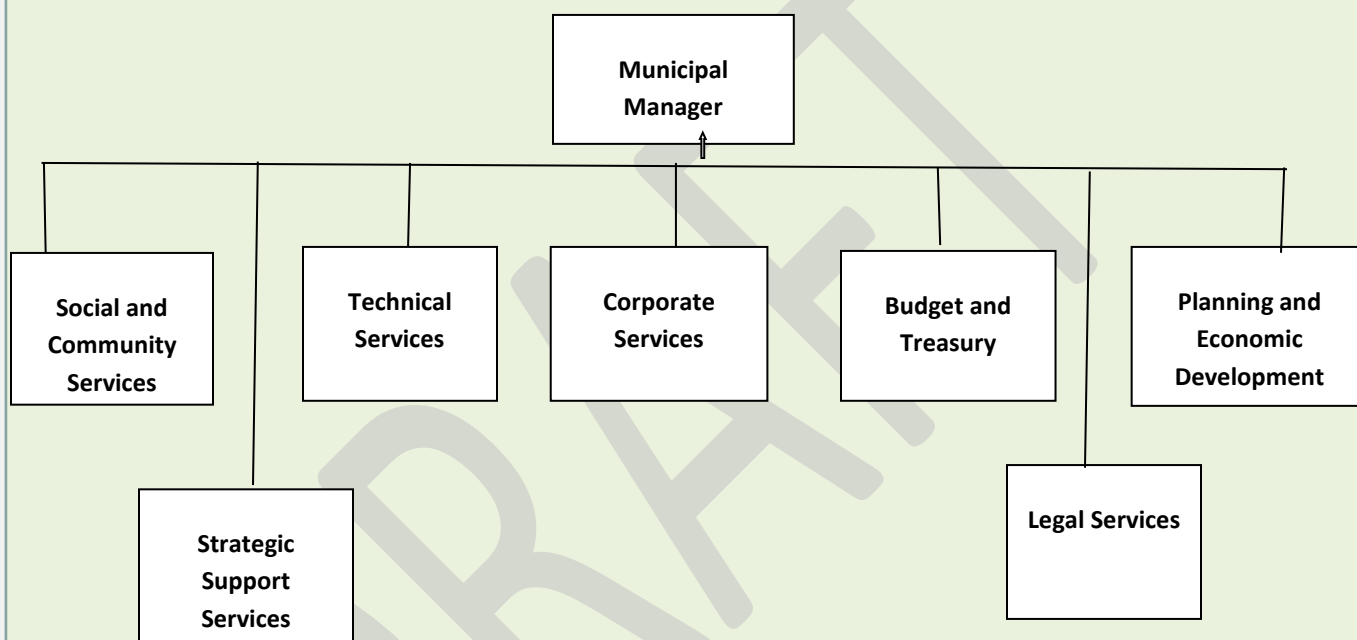 Municipal
Manager
Social and
Community
Services
Technical
Services
Corporate
Services
Budget and
Treasury
Planning and
Economic
Development
Strategic
Support
Services
Legal Services
DRAFT